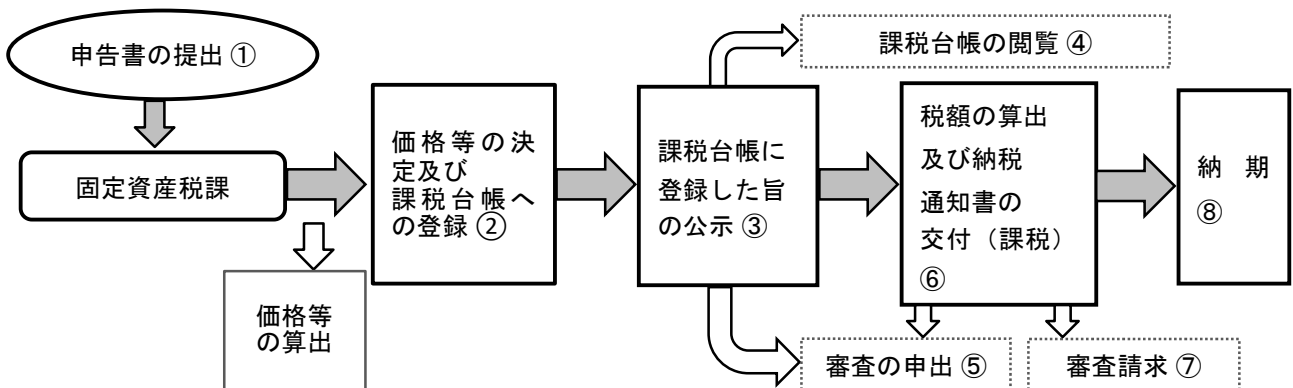 申告書の提出 ①
固定資産税課
価格等
の算出
価格等の決
定及び
課税台帳へ
の登録 ②
課税台帳に
登録した旨
の公示 ③
課税台帳の閲覧 ④
審査の申出 ⑤
税額の算出
及び納税
通知書の
交付（課税）
⑥
審査請求 ⑦
納　期
⑧